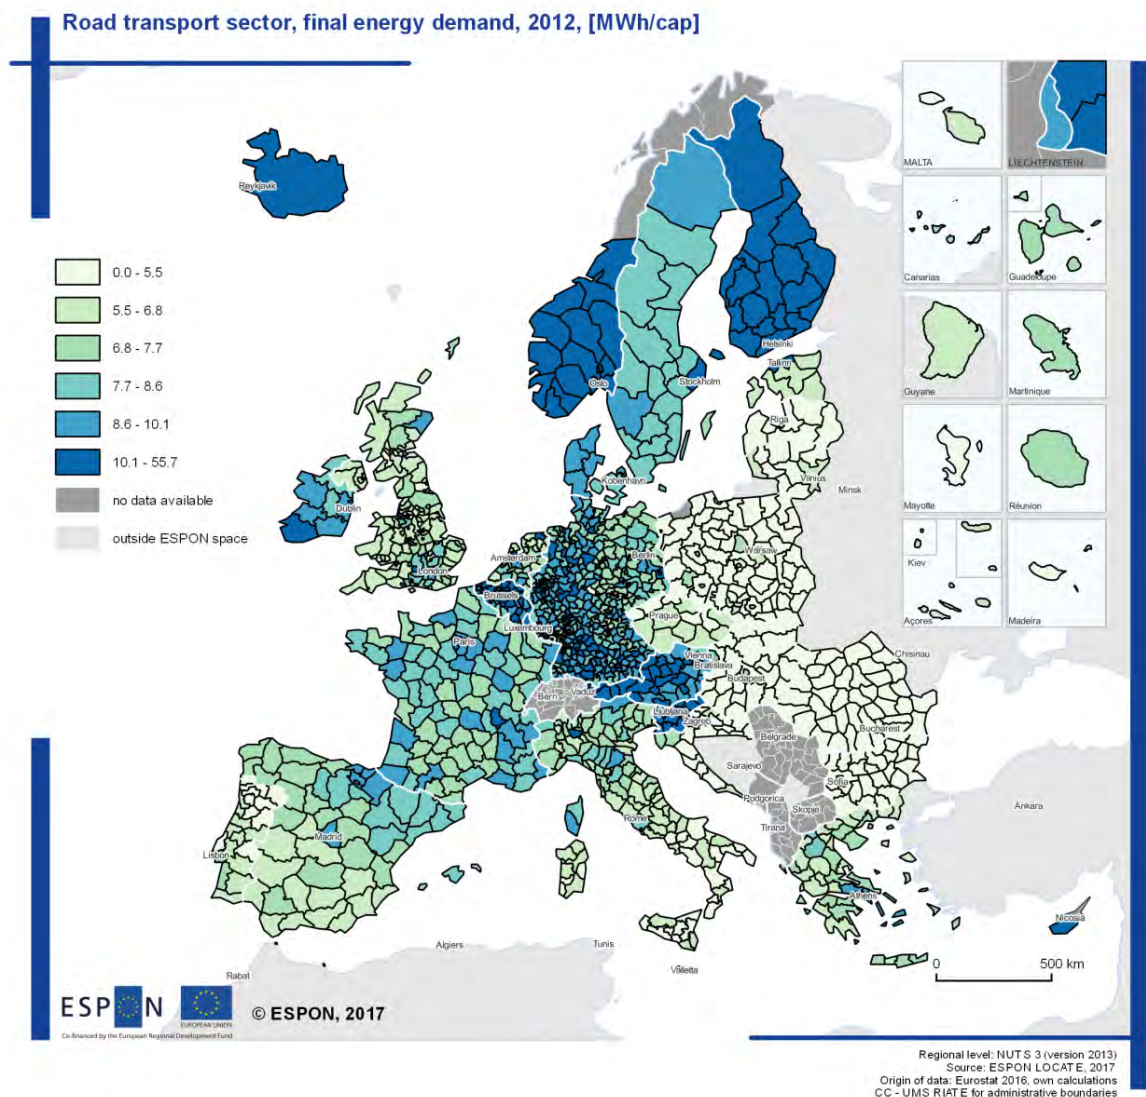 Road transport sector, final energy demand, 2012, [MWh/cap]
MALTA
LIECHTENSTEIN
Reykjavik
Canarias
Guadeloupe
0.0 - 5.5
5.5 - 6.8
6.8 - 7.7
7.7 - 8.6
8.6 - 10.1
10.1 - 55.7
no data available
outside ESPON space
Helsinki
Tallinn
Oslo
Stockholm
Guyane
Martinique
Riga
Kobenhavn
Vilnius
Minsk
Mayotte
Réunion
Dublin
Amsterdam
Berlin
Warsaw
London
Brussels
Kiev
Açores
Madeira
Luxembourg
Prague
Paris
Vienna
Bratislava
Chisinau
Budapest
Bern
Vaduz
Ljubljana
Zagreb
Bucharest
Belgrade
Sarajevo
Sofia
Podgorica
Skopje
Ankara
Rome
Tirana
Madrid
Lisbon
Athens
Nicosia
Algiers
Tunis
Valletta
Rabat
0
500 km
ESPON
EUROPEAN UNION
Co-financed by the European Regional Development Fund
© ESPON, 2017
Regional level: NUTS 3 (version 2013)
Source: ESPON LOCATE, 2017
Origin of data: Eurostat 2016, own calculations
CC - UMS RIATE for administrative boundaries